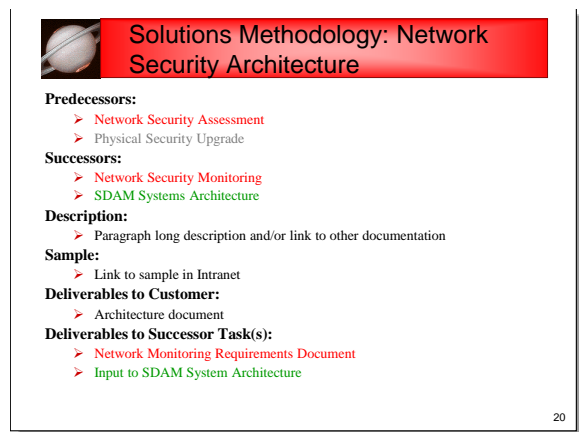 Solutions Methodology: Network
Security Architecture
Predecessors:
➢ Network Security Assessment
➢ Physical Security Upgrade
Successors:
➢ Network Security Monitoring
➢ SDAM Systems Architecture
Description:
➢ Paragraph long description and/or link to other documentation
Sample:
➢ Link to sample in Intranet
Deliverables to Customer:
➢ Architecture document
Deliverables to Successor Task(s):
➢ Network Monitoring Requirements Document
➢ Input to SDAM System Architecture
20